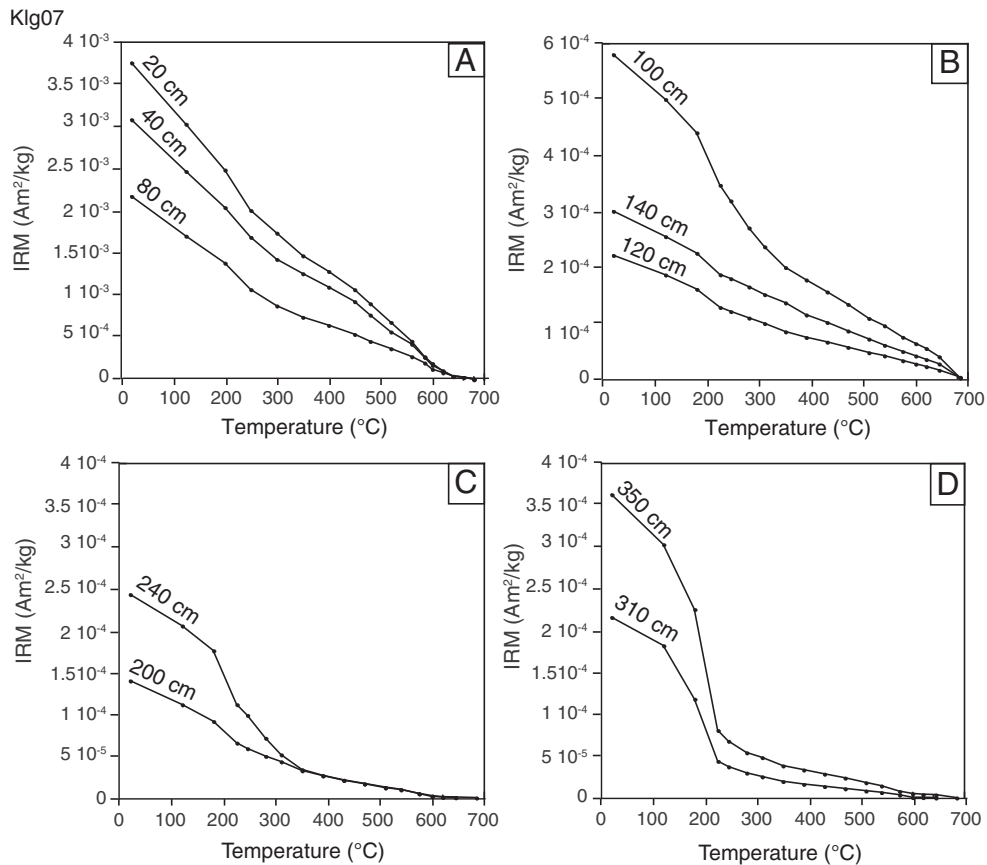 Klg07
A
4 10-3
3.5 10-3
3 10-3
2.5 10-3
2 10-3
1.5 10-3
1 10-3
5 10-4
0
IRM (Am2/kg)
20 cm
40 cm
80 cm
0 100 200 300 400 500 600 700
Temperature (°C)
B
6 10-4
5 10-4
4 10-4
3 10-4
2 10-4
1 10-4
0
IRM (Am2/kg)
100 cm
140 cm
120 cm
0 100 200 300 400 500 600 700
Temperature (°C)
C
4 10-4
3.5 10-4
3 10-4
2.5 10-4
2 10-4
1.5 10-4
1 10-4
5 10-5
0
IRM (Am2/kg)
240 cm
200 cm
0 100 200 300 400 500 600 700
Temperature (°C)
D
4 10-4
3.5 10-4
3 10-4
2.5 10-4
2 10-4
1.5 10-4
1 10-4
5 10-5
0
IRM (Am2/kg)
350 cm
310 cm
0 100 200 300 400 500 600 700
Temperature (°C)